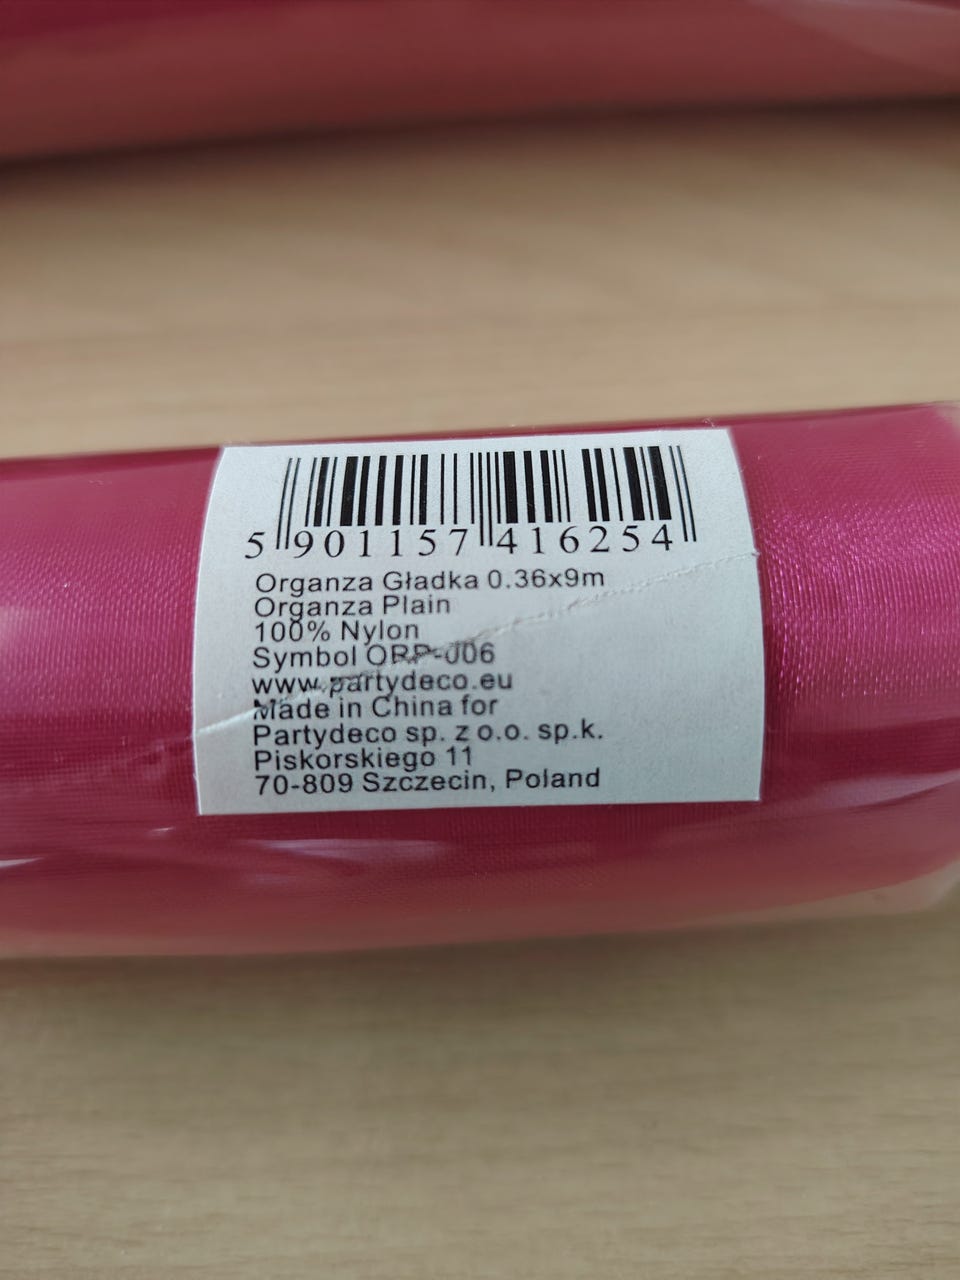 5 901157 416254
Organza Gładka 0.36x9m
Organza Plain
100% Nylon
Symbol ORP-006
www.partydeco.eu
Made in China for
Partydeco sp. z o.o. sp.k.
Piskorskiego 11
70-809 Szczecin, Poland